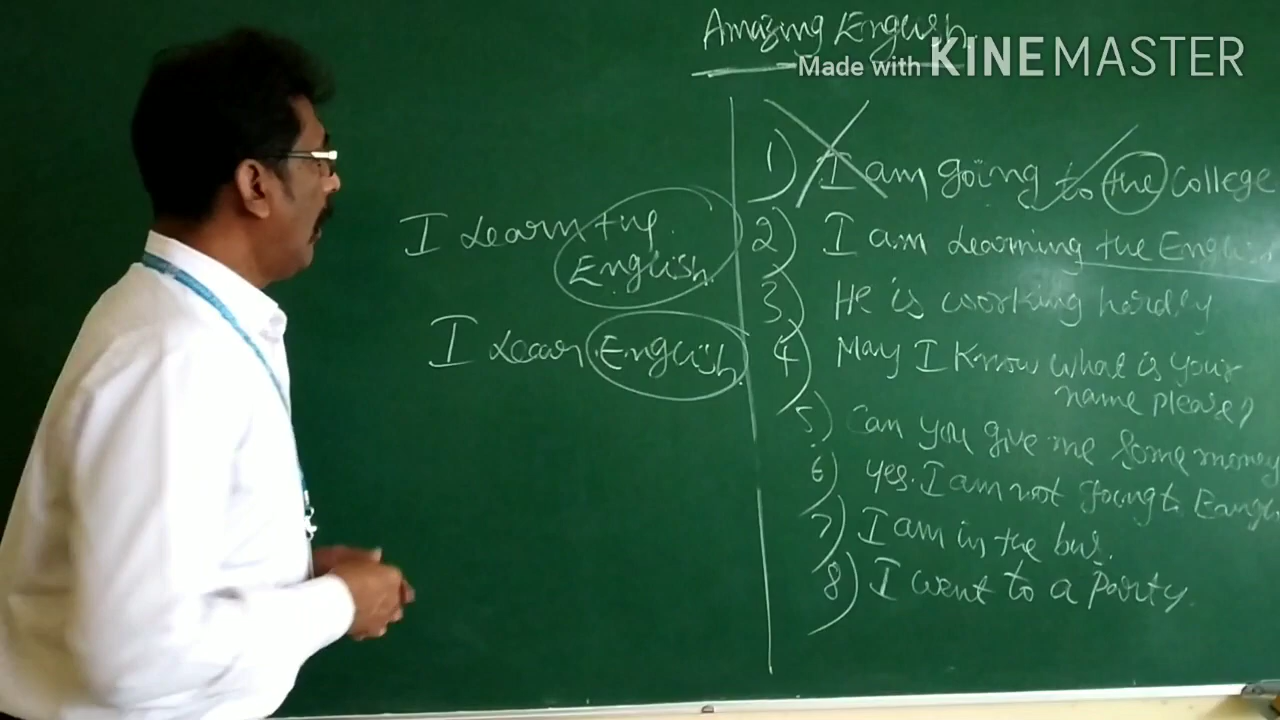 Amazing English.
Made with KINEMASTER
I Learn the
English
I Lear English
1) I am going to the College
2) I am Learning the English
3) He is working hardly
4) May I Know what is your
name please?
5) Can you give me Some money
6) Yes. I am not going to
7) I am in the bus.
8) I went to a Party.